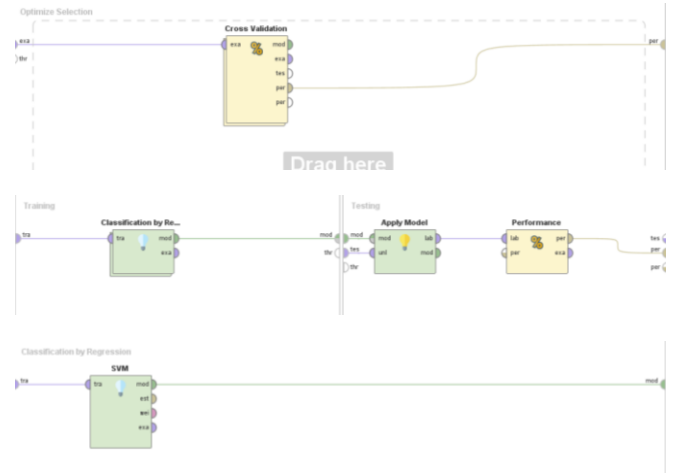 Optimize Selection
Cross Validation
exa
exa
mod
per
thr
exa
tes
per
per
Drag here
Training
Testing
Classification by Re...
Apply Model
Performance
tra
tra
mod
mod
mod
mod
lab
lab
per
tes
exa
thr
tes
unl
mod
per
exa
per
thr
per
Classification by Regression
SVM
tra
tra
mod
mod
est
wei
exa